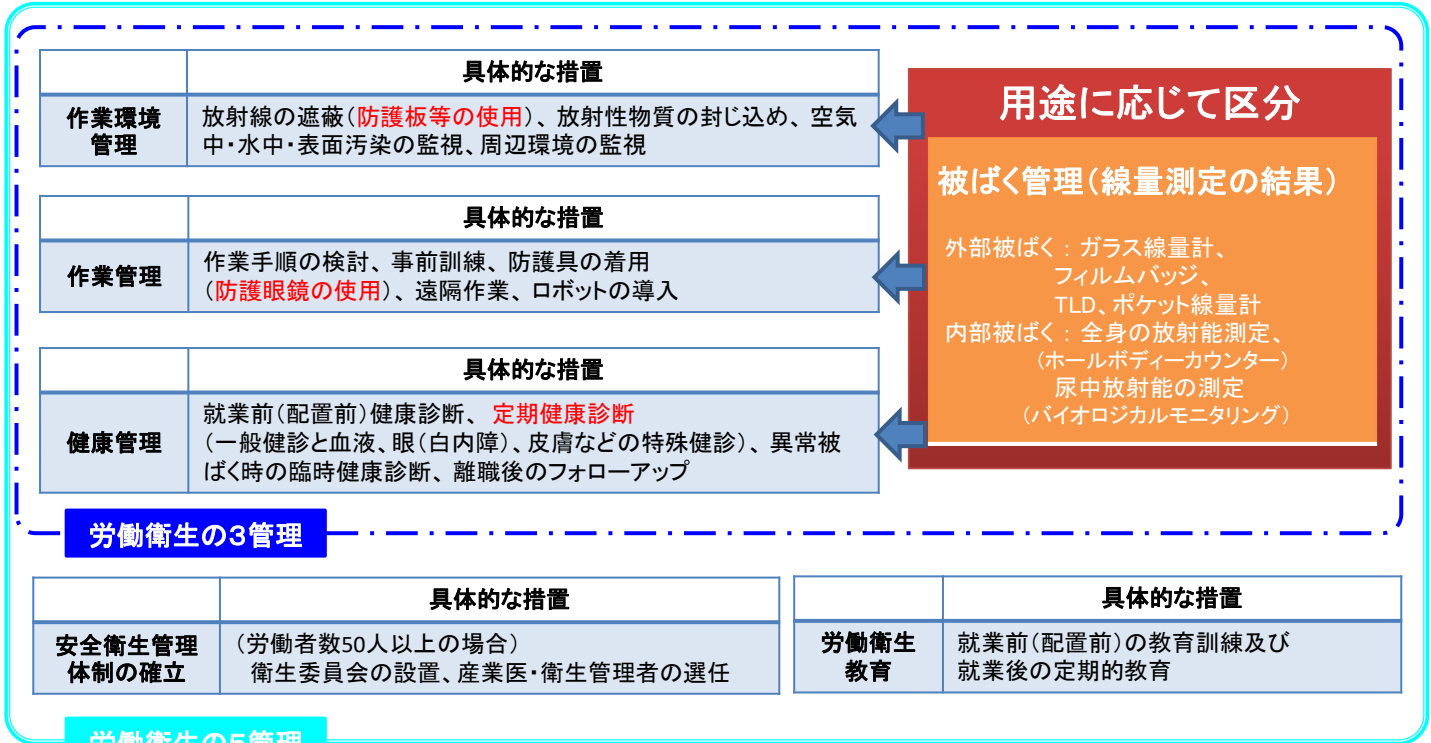 具体的な措置
作業環境
管理
放射線の遮蔽(防護板等の使用)、放射性物質の封じ込め、空気
中・水中・表面汚染の監視、周辺環境の監視
具体的な措置
作業管理
作業手順の検討、事前訓練、防護具の着用
(防護眼鏡の使用)、遠隔作業、ロボットの導入
具体的な措置
健康管理
就業前(配置前)健康診断、 定期健康診断
(一般健診と血液、眼(白内障)、皮膚などの特殊健診)、異常被
ばく時の臨時健康診断、離職後のフォローアップ
用途に応じて区分
被ばく管理(線量測定の結果)
外部被ばく : ガラス線量計、
フィルムバッジ、
TLD、ポケット線量計
内部被ばく : 全身の放射能測定、
(ホールボディーカウンター)
尿中放射能の測定
(バイオロジカルモニタリング)
労働衛生の3管理
具体的な措置
安全衛生管理
体制の確立
(労働者数50人以上の場合)
衛生委員会の設置、産業医・衛生管理者の選任
具体的な措置
労働衛生
教育
就業前(配置前)の教育訓練及び
就業後の定期的教育
労働衛生の5管理